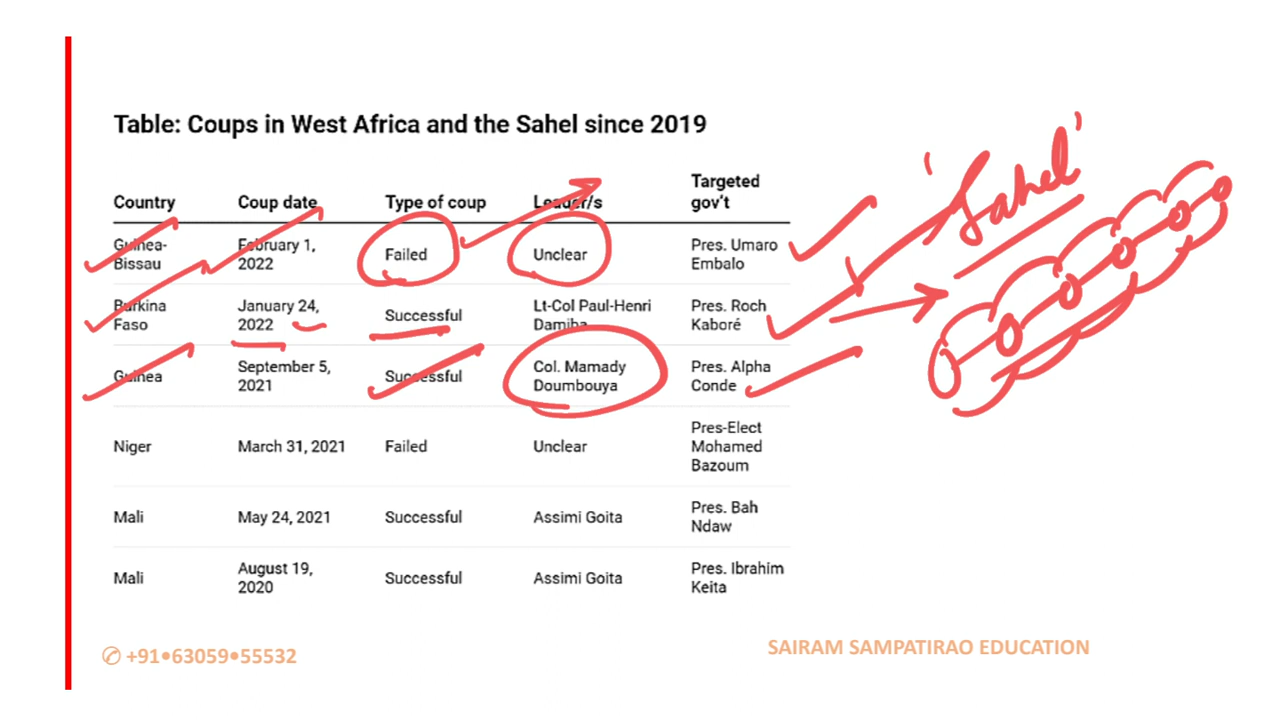 Table: Coups in West Africa and the Sahel since 2019
'Sahel'
Targeted
Country Coup date Type of coup Leader/s gov't
Guinea- February 1, Failed Unclear Pres. Umaro
Bissau 2022 Embalo
Burkina January 24, Successful Lt-Col Paul-Henri Pres. Roch
Faso 2022 Damiba Kaboré
Guinea September 5, Successful Col. Mamady Pres. Alpha
2021 Doumbouya Conde
Niger March 31, 2021 Failed Unclear Pres-Elect
Mohamed
Bazoum
Mali May 24, 2021 Successful Assimi Goita Pres. Bah
Ndaw
Mali August 19, Successful Assimi Goita Pres. Ibrahim
2020 Keita
✆ +91•63059•55532
SAIRAM SAMPATIRAO EDUCATION